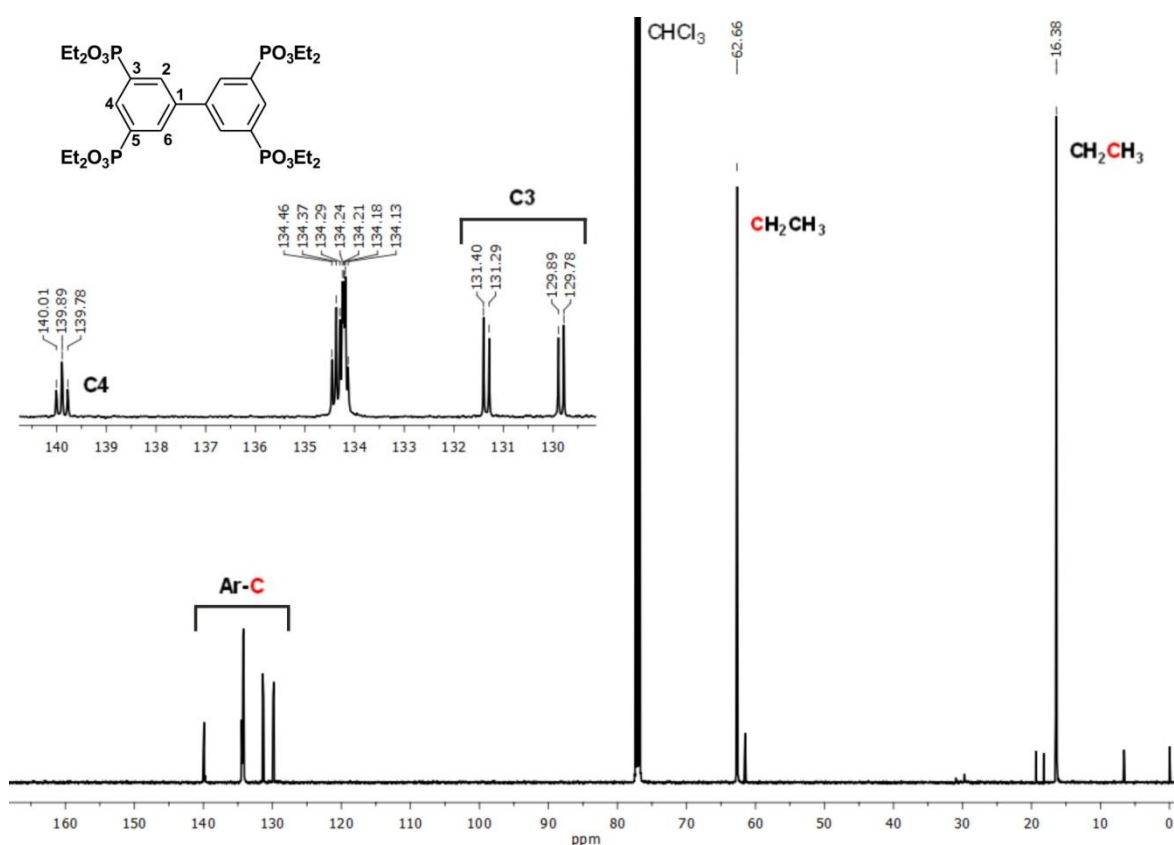 PO3Et2
PO3Et2
Et2O3P
Et2O3P
3
2
4
1
5
6
PO3Et2
PO3Et2
CHCl3
62.66
16.38
CH2CH3
CH2CH3
134.46
134.37
134.29
134.24
134.21
134.18
134.13
C3
131.40
131.29
129.89
129.78
140.01
139.89
139.78
C4
140 139 138 137 136 135 134 133 132 131 130
Ar-C
160 150 140 130 120 110 100 90 80 70 60 50 40 30 20 10 0
ppm